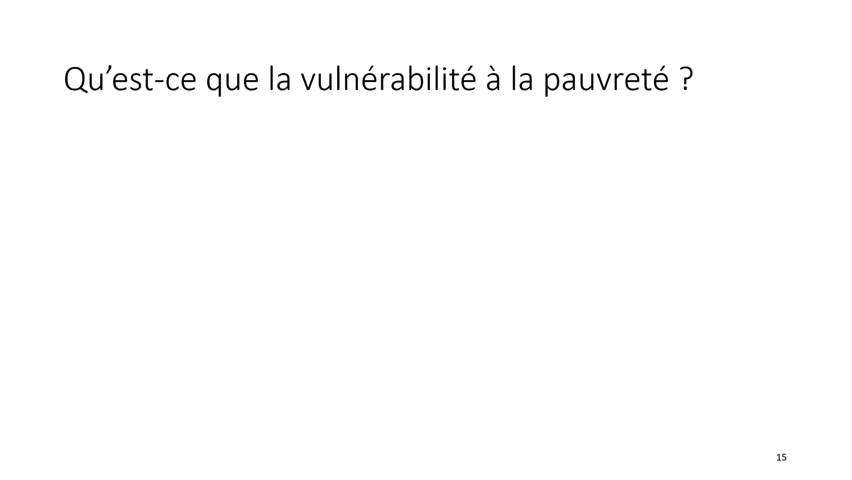 Qu’est-ce que la vulnérabilité à la pauvreté ?
15